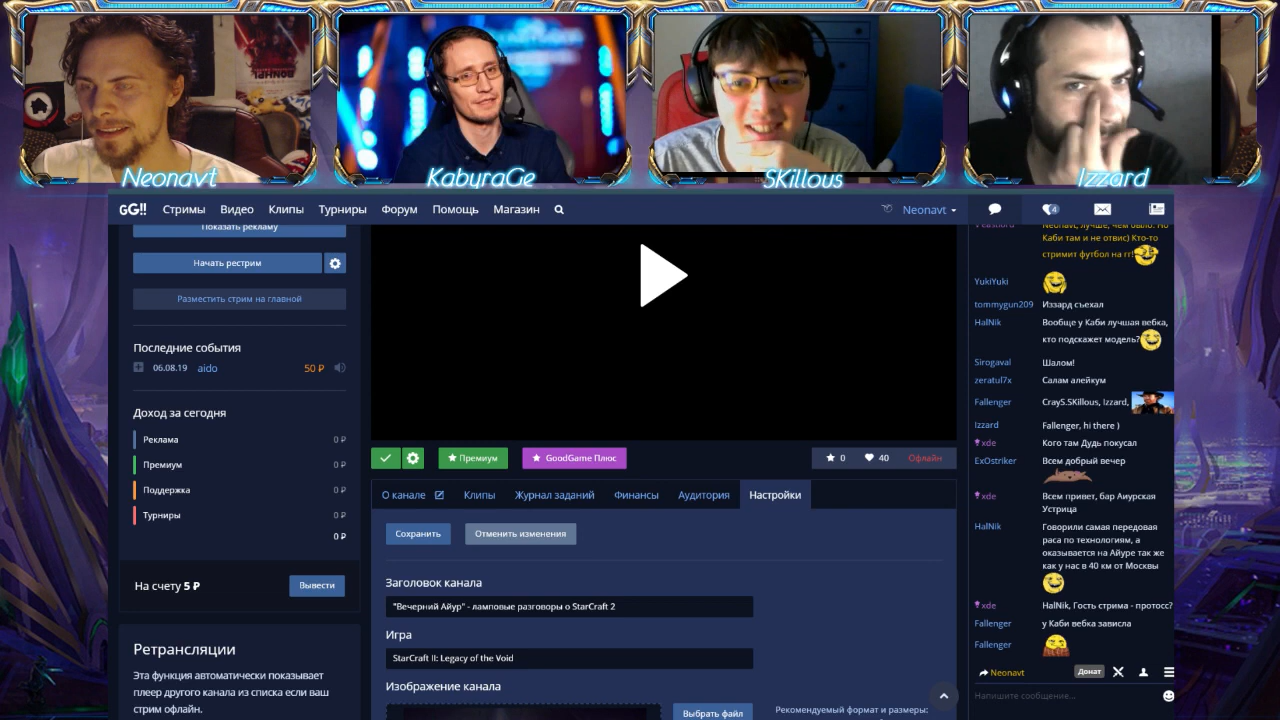 Neonavt
KabyraGe
SKillous
Izzard
GG!!
Стримы
Видео
Клипы
Турниры
Форум
Помощь
Магазин
Neonavt
4
Показать рекламу
Начать рестрим
Разместить стрим на главной
Последние события
06.08.19 aido 50 ₽
Доход за сегодня
Реклама 0 ₽
Премиум 0 ₽
Поддержка 0 ₽
Турниры 0 ₽
0 ₽
На счету 5 ₽
Вывести
Ретрансляции
Эта функция автоматически показывает
плеер другого канала из списка если ваш
стрим офлайн.
Премиум
GoodGame Плюс
0
40
Офлайн
О канале
Клипы
Журнал заданий
Финансы
Аудитория
Настройки
Сохранить
Отменить изменения
Заголовок канала
"Вечерний Айур" - ламповые разговоры о StarCraft 2
Игра
StarCraft II: Legacy of the Void
Изображение канала
Выбрать файл
Рекомендуемый формат и размеры:
Neonavt, лучше, чем было. Но
Каби там и не отвис) Кто-то
стримит футбол на гг!
YukiYuki
tommygun209 Иззард съехал
HalNik Вообще у Каби лучшая вебка,
кто подскажет модель?
Sirogaval Шалом!
zeratul7x Салам алейкум
Fallenger CrayS.SKillous, Izzard,
Izzard Fallenger, hi there )
xde Кого там Дудь покусал
ExOstriker Всем добрый вечер
xde Всем привет, бар Аиурская
Устрица
HalNik Говорили самая передовая
раса по технологиям, а
оказывается на Айуре так же
как у нас в 40 км от Москвы
xde HalNik, Гость стрима - протосс?
Fallenger у Каби вебка зависла
Fallenger
Neonavt
Донат
Напишите сообщение...